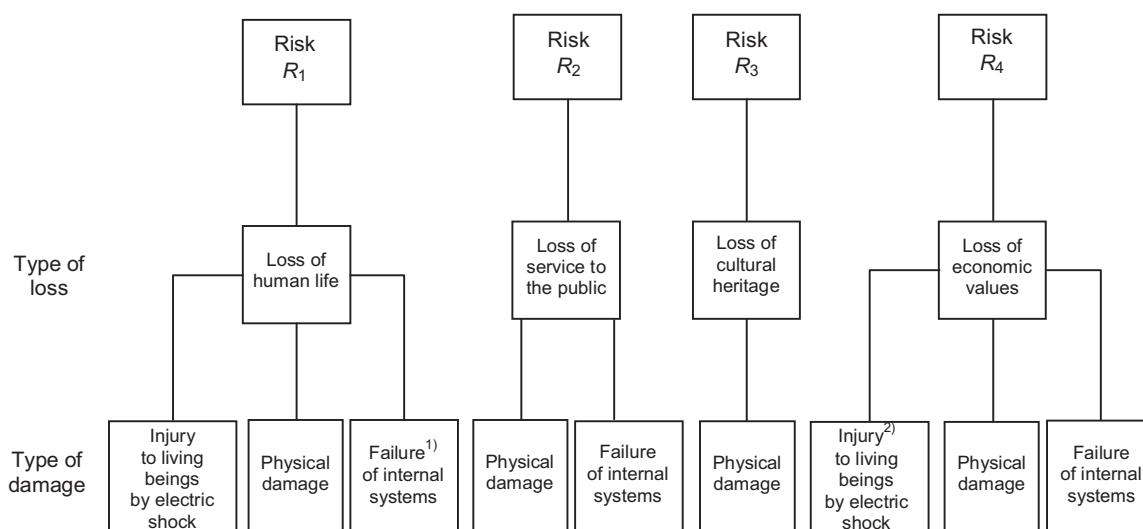 Risk
R1
Risk
R2
Risk
R3
Risk
R4
Type of
loss
Loss of
human life
Loss of
service to
the public
Loss of
cultural
heritage
Loss of
economic
values
Type of
damage
Injury
to living
beings
by electric
shock
Physical
damage
Failure1)
of internal
systems
Physical
damage
Failure
of internal
systems
Physical
damage
Injury2)
to living
beings
by electric
shock
Physical
damage
Failure
of internal
systems